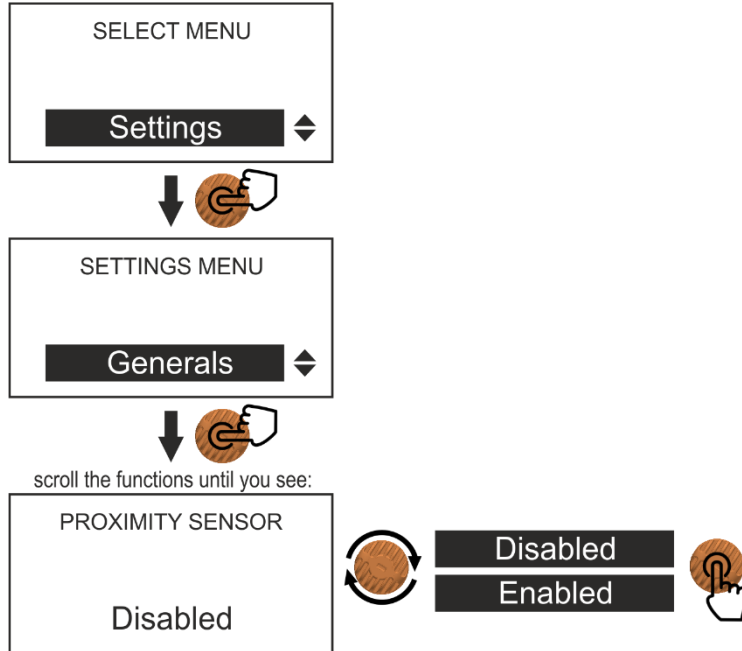 SELECT MENU
Settings
SETTINGS MENU
Generals
scroll the functions until you see:
PROXIMITY SENSOR
Disabled
Disabled
Enabled